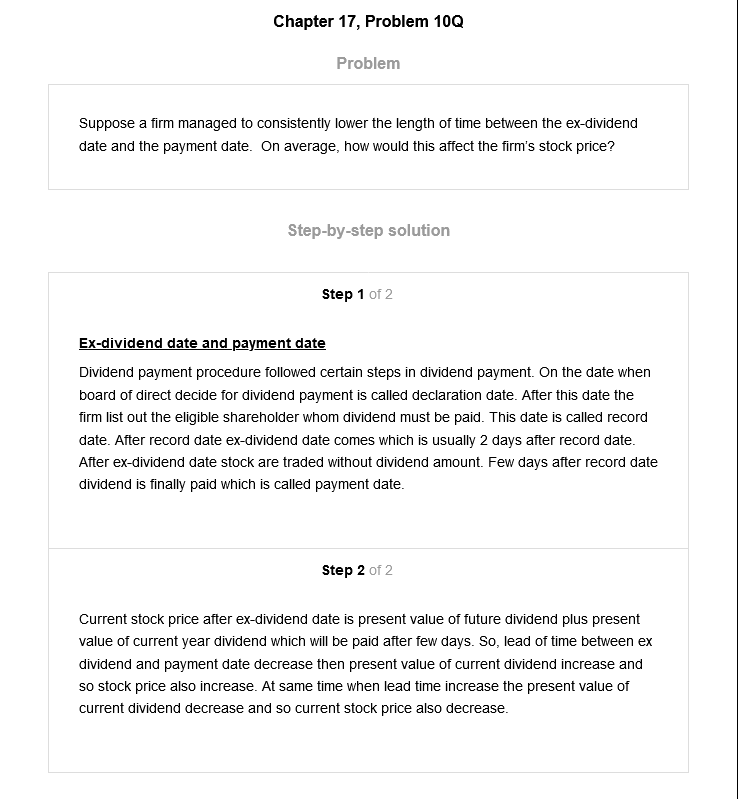 Chapter 17, Problem 10Q
Problem
Suppose a firm managed to consistently lower the length of time between the ex-dividend
date and the payment date.  On average, how would this affect the firm's stock price?
Step-by-step solution
Step 1 of 2
Ex-dividend date and payment date
Dividend payment procedure followed certain steps in dividend payment. On the date when
board of direct decide for dividend payment is called declaration date. After this date the
firm list out the eligible shareholder whom dividend must be paid. This date is called record
date. After record date ex-dividend date comes which is usually 2 days after record date.
After ex-dividend date stock are traded without dividend amount. Few days after record date
dividend is finally paid which is called payment date.
Step 2 of 2
Current stock price after ex-dividend date is present value of future dividend plus present
value of current year dividend which will be paid after few days. So, lead of time between ex
dividend and payment date decrease then present value of current dividend increase and
so stock price also increase. At same time when lead time increase the present value of
current dividend decrease and so current stock price also decrease.